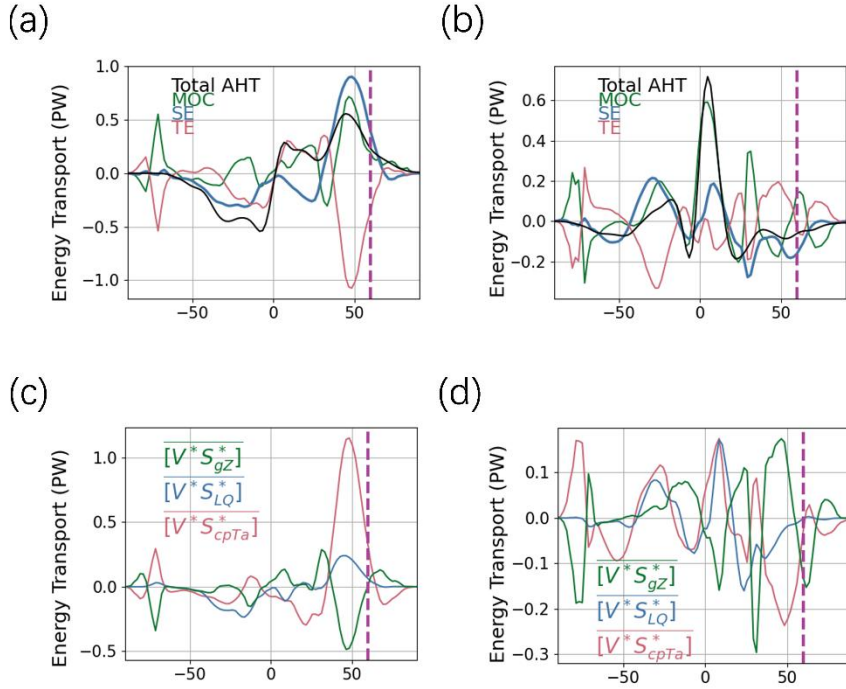 (a)
Energy Transport (PW)
1.0
0.5
0.0
−0.5
−1.0
Total AHT
MOC
SE
TE
−50 0 50
(b)
Energy Transport (PW)
0.6
0.4
0.2
0.0
−0.2
Total AHT
MOC
SE
TE
−50 0 50
(c)
Energy Transport (PW)
1.0
0.5
0.0
−0.5
[V*S*gZ]
[V*S*LQ]
[V*S*cpTa]
−50 0 50
(d)
Energy Transport (PW)
0.1
0.0
−0.1
−0.2
−0.3
[V*S*gZ]
[V*S*LQ]
[V*S*cpTa]
−50 0 50